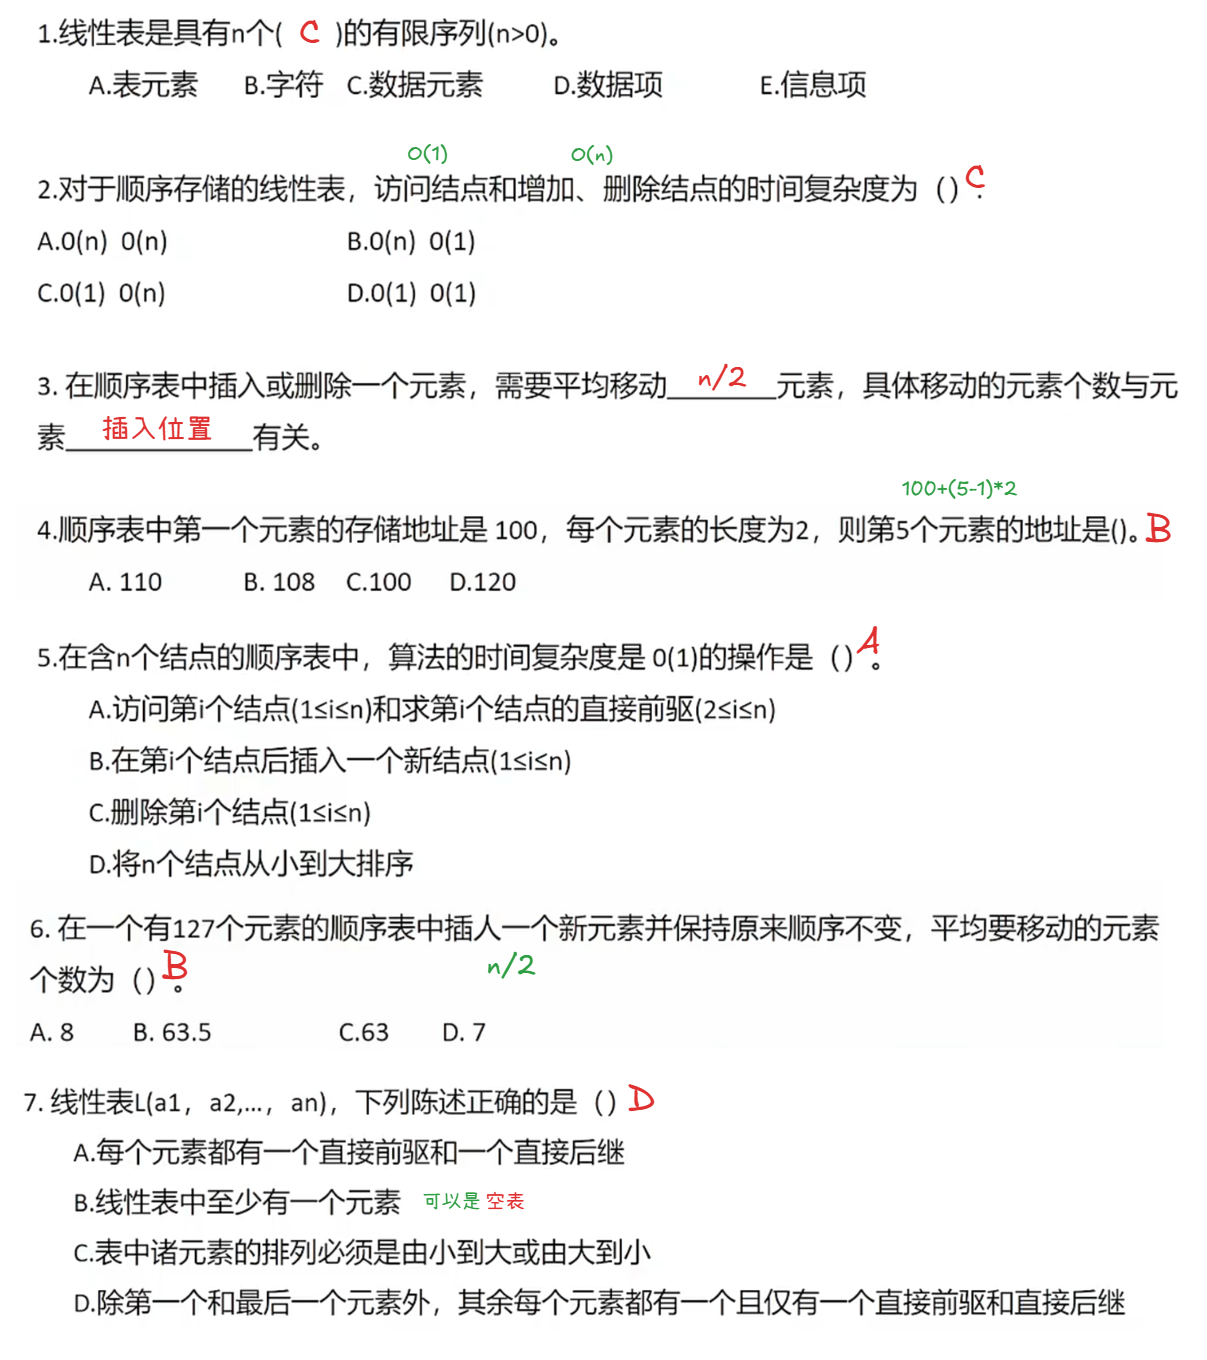 1.线性表是具有n个( C )的有限序列(n>0)。
A.表元素 B.字符 C.数据元素 D.数据项 E.信息项
O(1) O(n)
2.对于顺序存储的线性表，访问结点和增加、删除结点的时间复杂度为（）C.
A.0(n) 0(n) B.0(n) 0(1)
C.0(1) 0(n) D.0(1) 0(1)
3. 在顺序表中插入或删除一个元素，需要平均移动 n/2 元素，具体移动的元素个数与元
素 插入位置 有关。
100+(5-1)*2
4.顺序表中第一个元素的存储地址是 100，每个元素的长度为2，则第5个元素的地址是()。B
A. 110 B. 108 C.100 D.120
5.在含n个结点的顺序表中，算法的时间复杂度是 0(1)的操作是（）A。
A.访问第i个结点(1≤i≤n)和求第i个结点的直接前驱(2≤i≤n)
B.在第i个结点后插入一个新结点(1≤i≤n)
C.删除第i个结点(1≤i≤n)
D.将n个结点从小到大排序
6. 在一个有127个元素的顺序表中插人一个新元素并保持原来顺序不变，平均要移动的元素
个数为（）B。 n/2
A. 8 B. 63.5 C.63 D. 7
7. 线性表L(a1，a2,...，an)，下列陈述正确的是（）D
A.每个元素都有一个直接前驱和一个直接后继
B.线性表中至少有一个元素 可以是 空表
C.表中诸元素的排列必须是由小到大或由大到小
D.除第一个和最后一个元素外，其余每个元素都有一个且仅有一个直接前驱和直接后继